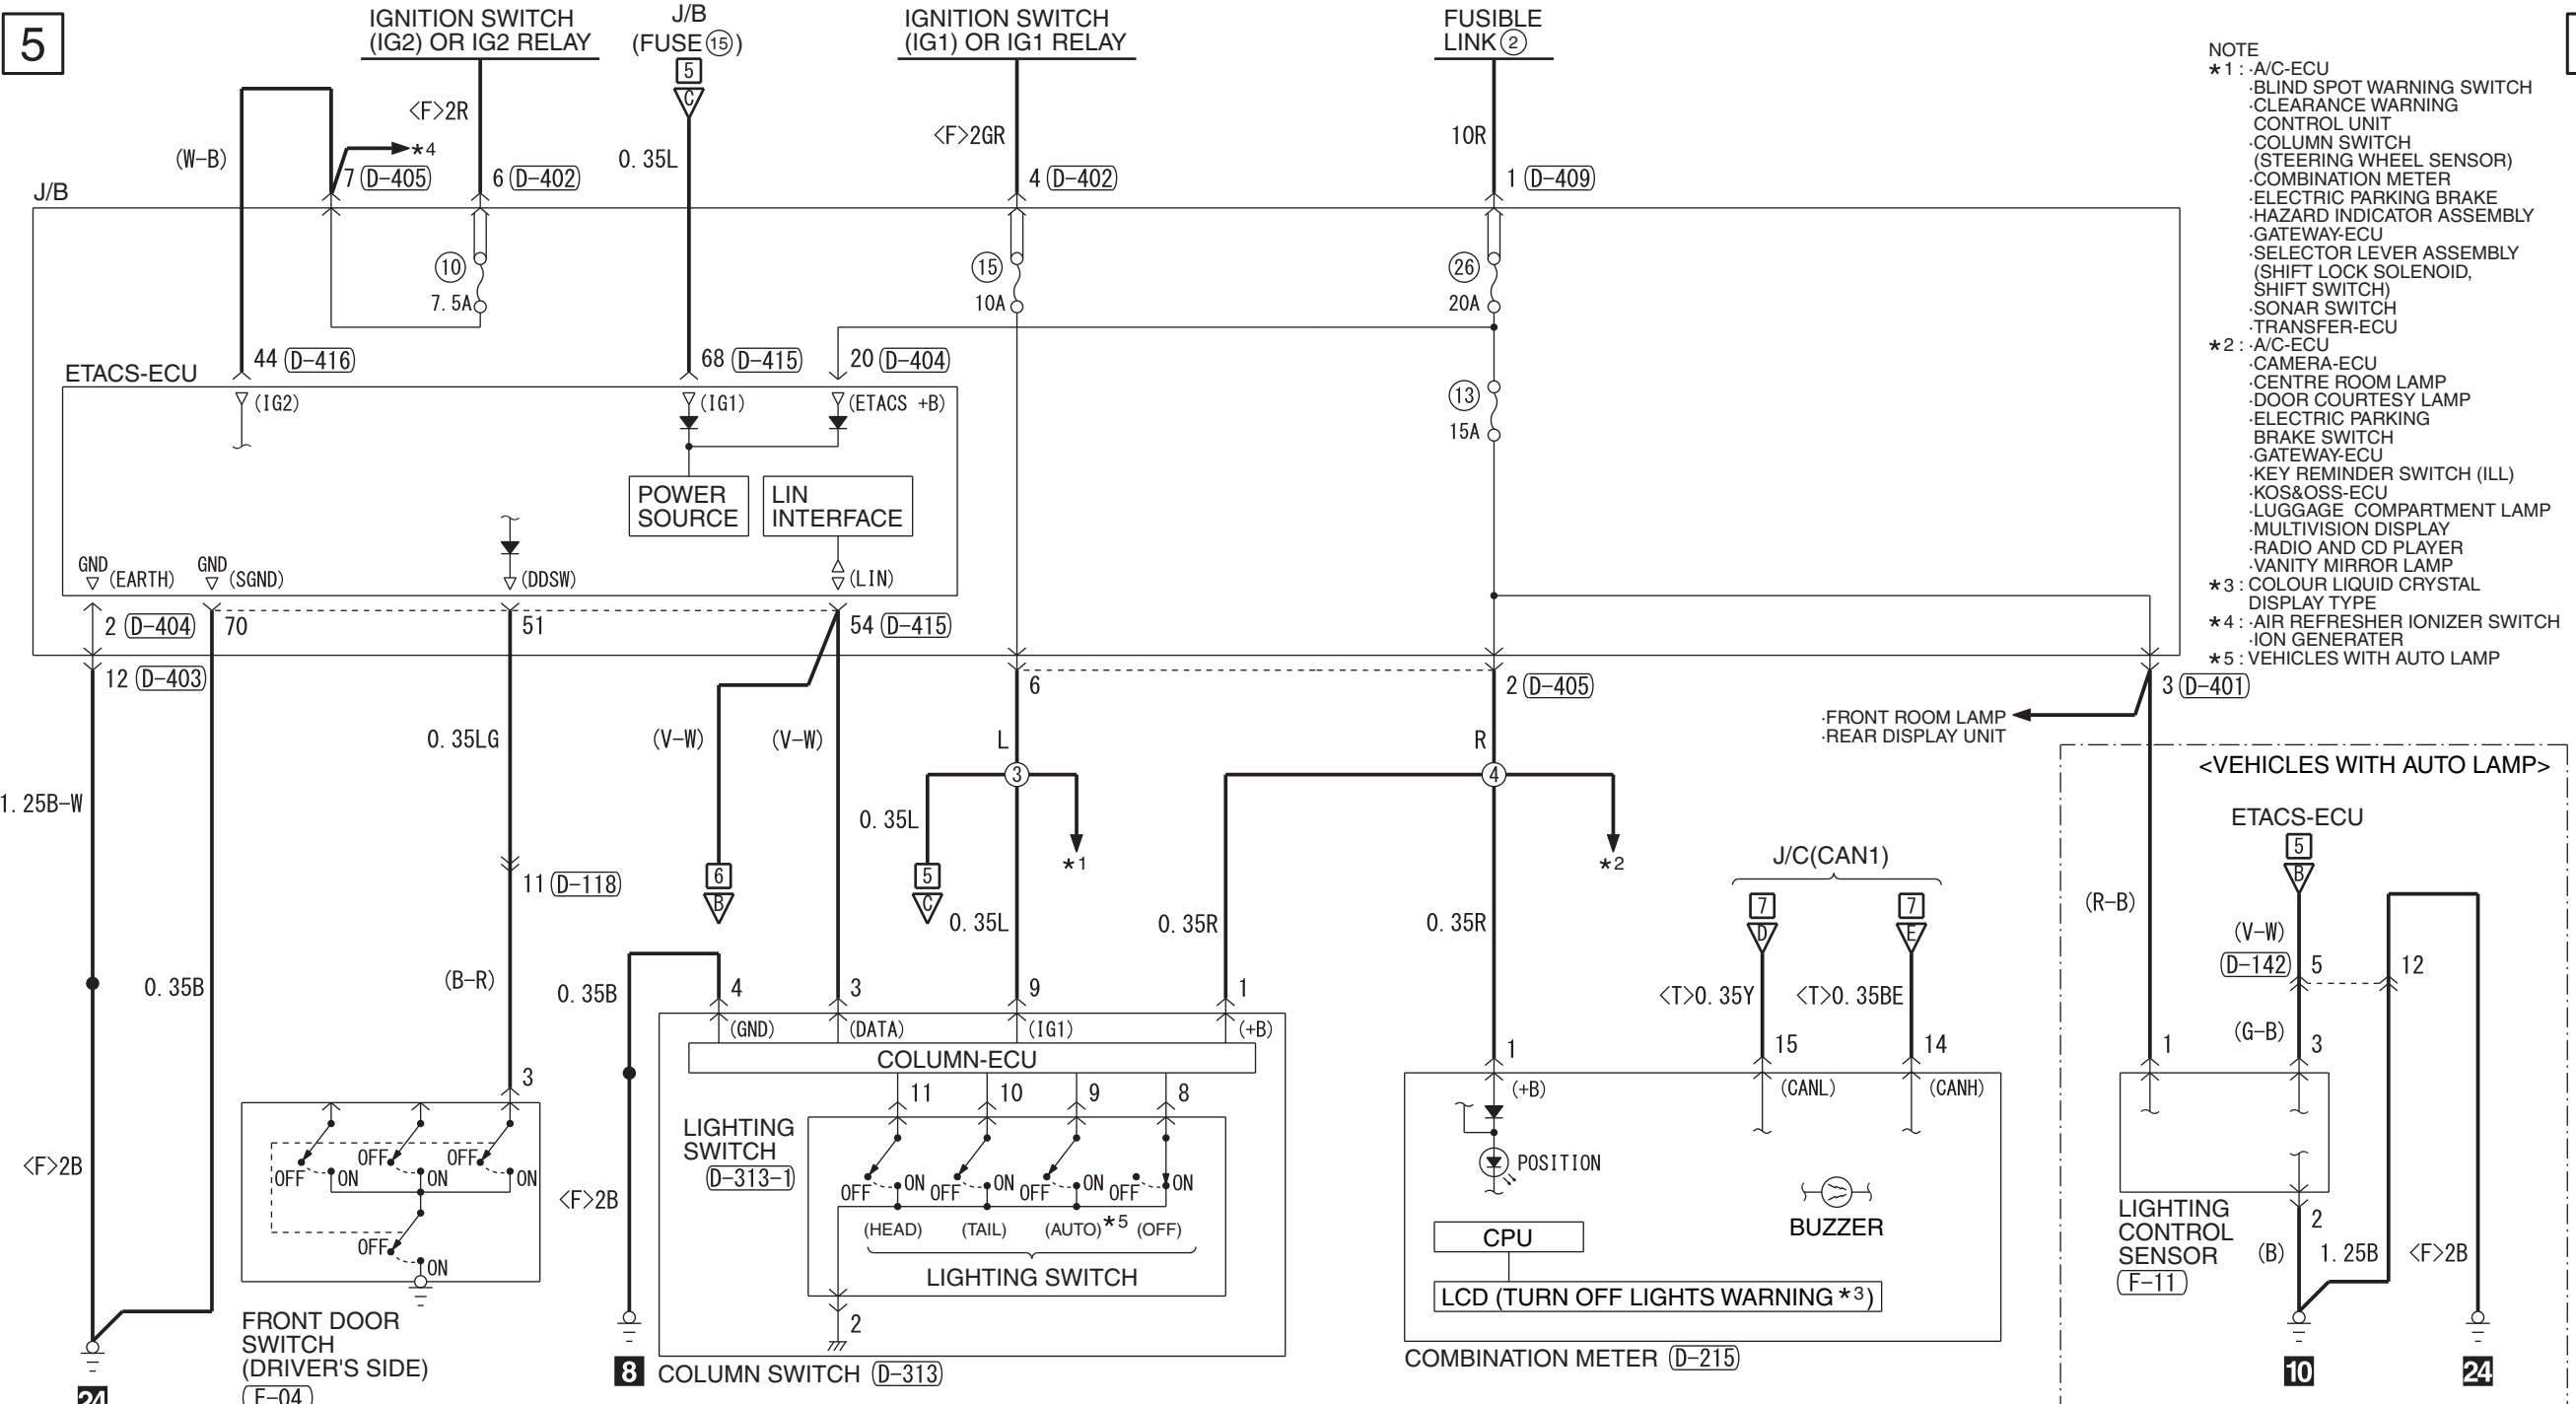 5
IGNITION SWITCH
(IG2) OR IG2 RELAY
J/B
(FUSE 15)
5
C
IGNITION SWITCH
(IG1) OR IG1 RELAY
FUSIBLE
LINK 2
<F>2R
(W-B)
*4
0.35L
<F>2GR
10R
7 (D-405)
6 (D-402)
4 (D-402)
1 (D-409)
J/B
10
7.5A
15
10A
26
20A
13
15A
44 (D-416)
68 (D-415)
20 (D-404)
ETACS-ECU
(IG2)
(IG1)
(ETACS +B)
POWER
SOURCE
LIN
INTERFACE
GND
(EARTH)
GND
(SGND)
(DDSW)
(LIN)
2 (D-404)
70
51
54 (D-415)
12 (D-403)
6
2 (D-405)
3 (D-401)
·FRONT ROOM LAMP
·REAR DISPLAY UNIT
NOTE
*1 : ·A/C-ECU
·BLIND SPOT WARNING SWITCH
·CLEARANCE WARNING
CONTROL UNIT
·COLUMN SWITCH
(STEERING WHEEL SENSOR)
·COMBINATION METER
·ELECTRIC PARKING BRAKE
·HAZARD INDICATOR ASSEMBLY
·GATEWAY-ECU
·SELECTOR LEVER ASSEMBLY
(SHIFT LOCK SOLENOID,
SHIFT SWITCH)
·SONAR SWITCH
·TRANSFER-ECU
*2 : ·A/C-ECU
·CAMERA-ECU
·CENTRE ROOM LAMP
·DOOR COURTESY LAMP
·ELECTRIC PARKING
BRAKE SWITCH
·GATEWAY-ECU
·KEY REMINDER SWITCH (ILL)
·KOS&OSS-ECU
·LUGGAGE COMPARTMENT LAMP
·MULTIVISION DISPLAY
·RADIO AND CD PLAYER
·VANITY MIRROR LAMP
*3 : COLOUR LIQUID CRYSTAL
DISPLAY TYPE
*4 : ·AIR REFRESHER IONIZER SWITCH
·ION GENERATER
*5 : VEHICLES WITH AUTO LAMP
0.35LG
(V-W)
(V-W)
L
R
3
4
1.25B-W
0.35L
*1
*2
11 (D-118)
6
B
5
C
0.35L
0.35R
0.35R
J/C(CAN1)
7
D
7
E
<T>0.35Y
<T>0.35BE
<VEHICLES WITH AUTO LAMP>
ETACS-ECU
5
B
(R-B)
(V-W)
(D-142) 5
12
(G-B)
1
3
0.35B
(B-R)
0.35B
4
3
9
1
(GND)
(DATA)
(IG1)
(+B)
COLUMN-ECU
11
10
9
8
LIGHTING
SWITCH
(D-313-1)
OFF
ON
OFF
ON
OFF
ON
OFF
ON
(HEAD)
(TAIL)
(AUTO)*5
(OFF)
LIGHTING SWITCH
2
8
COLUMN SWITCH (D-313)
<F>2B
<F>2B
3
OFF
ON
OFF
ON
OFF
ON
OFF
ON
FRONT DOOR
SWITCH
(DRIVER'S SIDE)
(E-04)
24
1
15
14
(+B)
(CANL)
(CANH)
POSITION
BUZZER
CPU
LCD (TURN OFF LIGHTS WARNING *3)
COMBINATION METER (D-215)
LIGHTING
CONTROL
SENSOR
(F-11)
2
(B)
1.25B
<F>2B
10
24